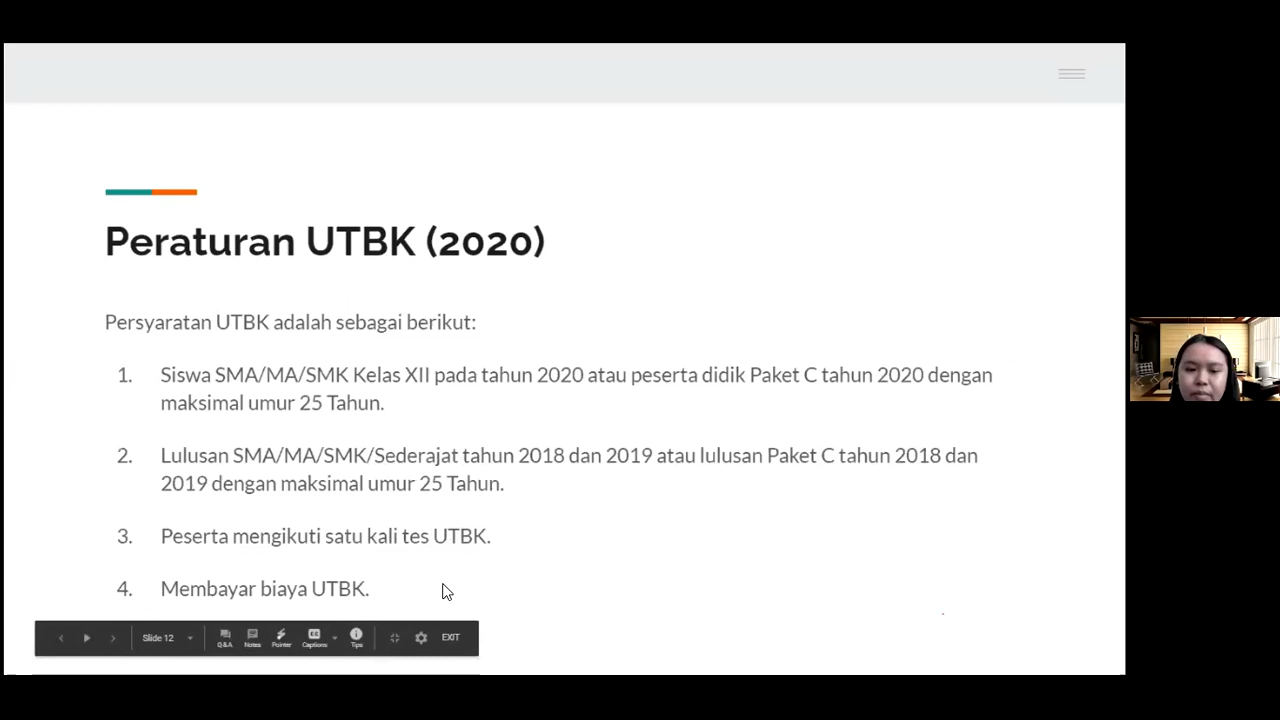 Peraturan UTBK (2020)
Persyaratan UTBK adalah sebagai berikut:
1. Siswa SMA/MA/SMK Kelas XII pada tahun 2020 atau peserta didik Paket C tahun 2020 dengan
maksimal umur 25 Tahun.
2. Lulusan SMA/MA/SMK/Sederajat tahun 2018 dan 2019 atau lulusan Paket C tahun 2018 dan
2019 dengan maksimal umur 25 Tahun.
3. Peserta mengikuti satu kali tes UTBK.
4. Membayar biaya UTBK.
Slide 12 Q&A Notes Pointer Captions Tips EXIT